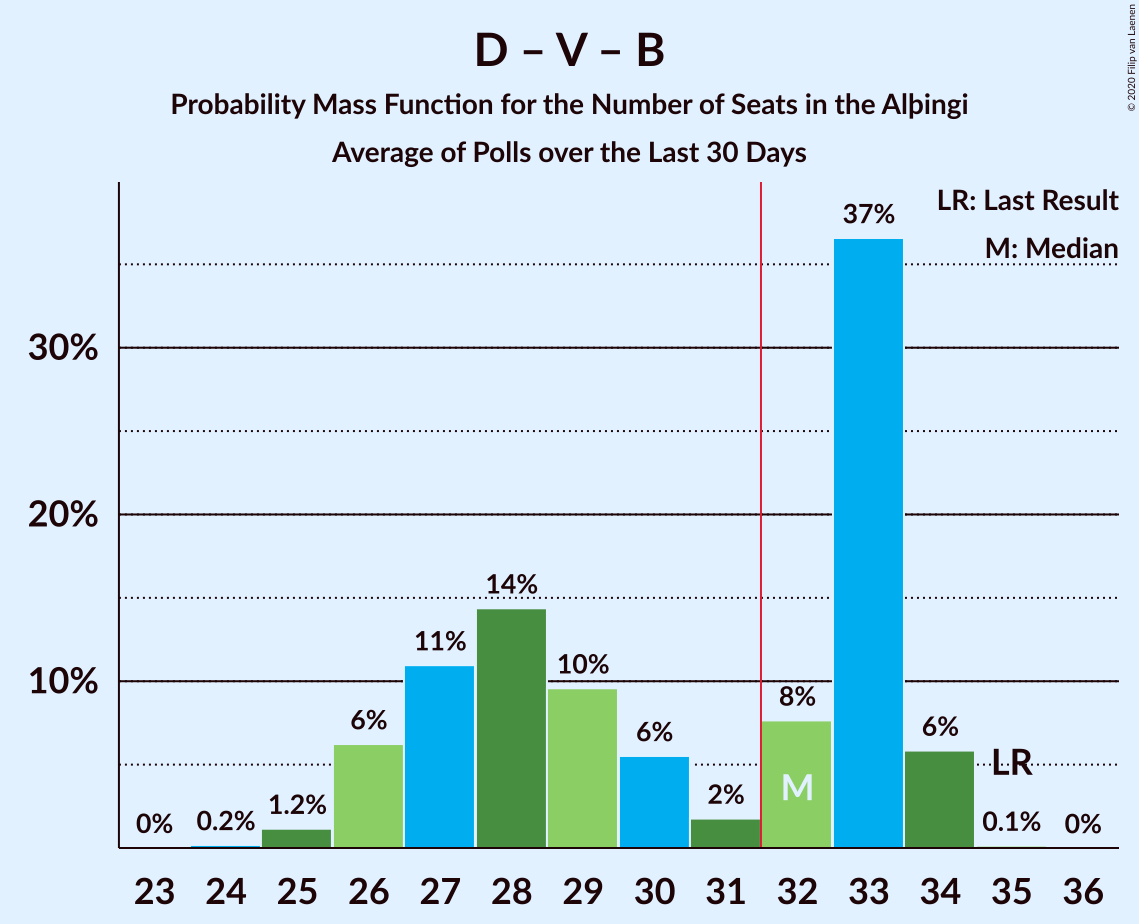 D – V – B
Probability Mass Function for the Number of Seats in the Alþingi
Average of Polls over the Last 30 Days
© 2020 Filip van Laenen
LR: Last Result
M: Median
37%
30%
20%
14%
11%
10%
10%
8%
6%
6%
6%
LR
M
2%
1.2%
0%
0.2%
0.1%
0%
23 24 25 26 27 28 29 30 31 32 33 34 35 36